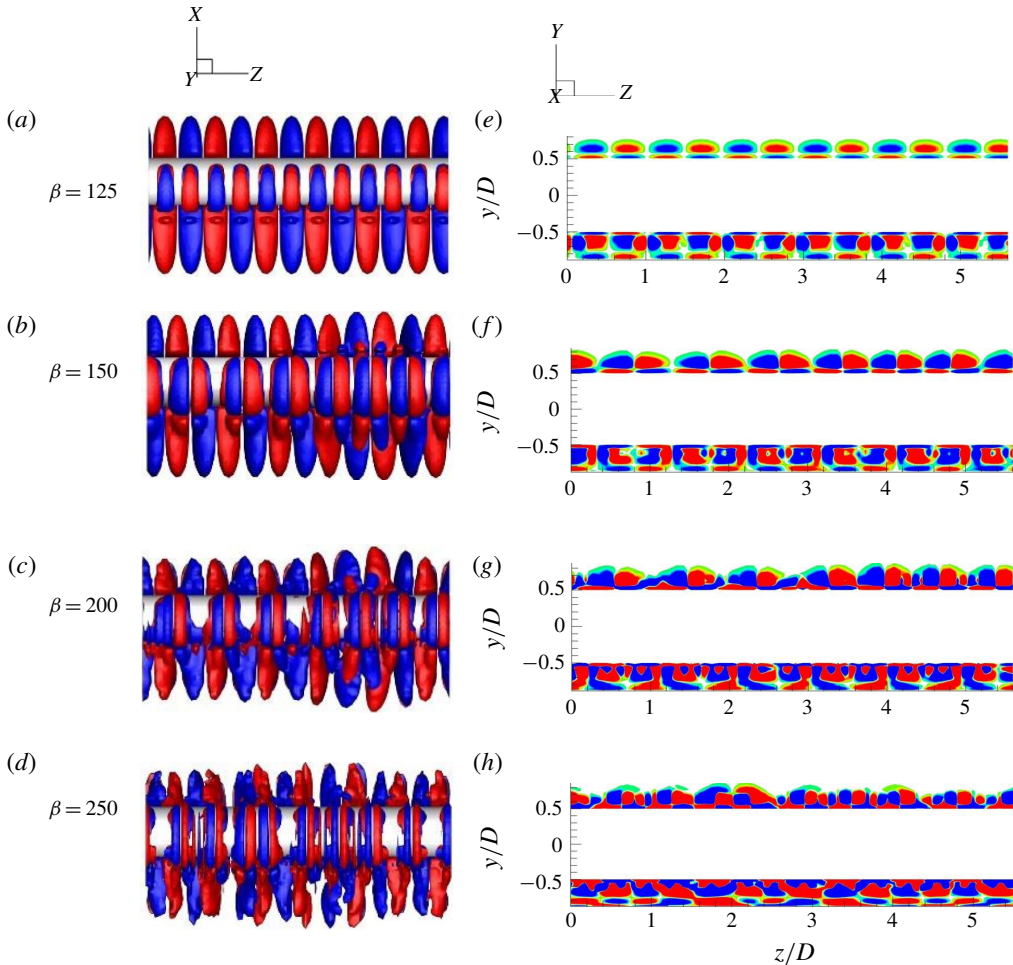 X
Y
Z
Y
X
Z
(a)
β = 125
(e)
y/D
0.5
0
−0.5
0 1 2 3 4 5
(b)
β = 150
(f)
y/D
0.5
0
−0.5
0 1 2 3 4 5
(c)
β = 200
(g)
y/D
0.5
0
−0.5
0 1 2 3 4 5
(d)
β = 250
(h)
y/D
0.5
0
−0.5
0 1 2 3 4 5
z/D